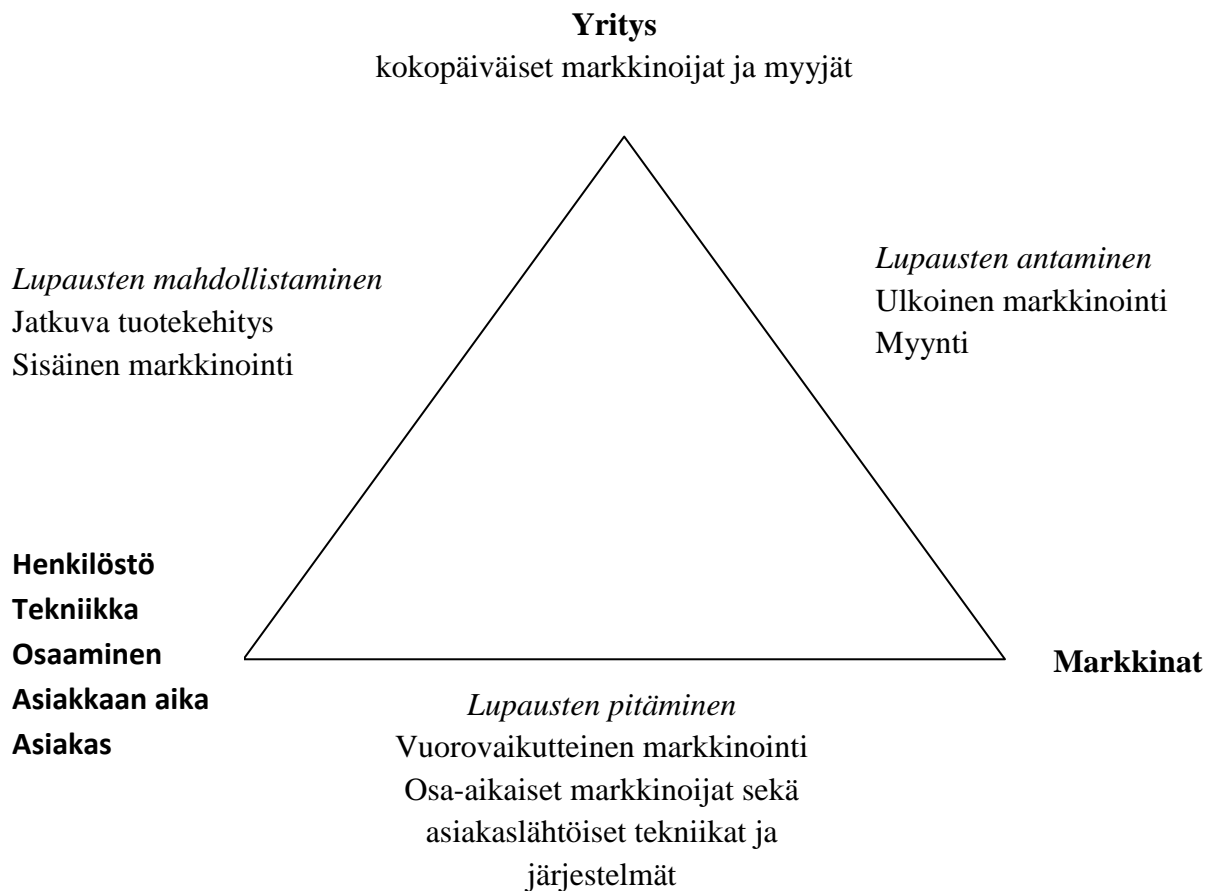 Yritys
kokopäiväiset markkinoijat ja myyjät
Lupausten mahdollistaminen
Jatkuva tuotekehitys
Sisäinen markkinointi
Lupausten antaminen
Ulkoinen markkinointi
Myynti
Henkilöstö
Tekniikka
Osaaminen
Asiakkaan aika
Asiakas
Markkinat
Lupausten pitäminen
Vuorovaikutteinen markkinointi
Osa-aikaiset markkinoijat sekä
asiakaslähtöiset tekniikat ja
järjestelmät